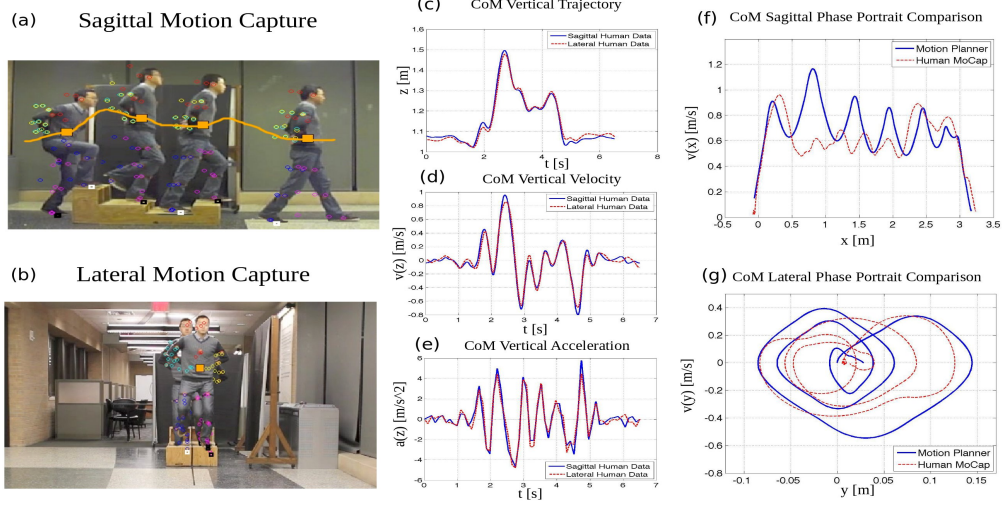 (a) Sagittal Motion Capture
(b) Lateral Motion Capture
(c) CoM Vertical Trajectory
Sagittal Human Data
Lateral Human Data
z [m]
1.6
1.5
1.4
1.3
1.2
1.1
1
0 2 4 6 8
t [s]
(d) CoM Vertical Velocity
Sagittal Human Data
Lateral Human Data
v(z) [m/s]
1
0.8
0.6
0.4
0.2
0
-0.2
-0.4
-0.6
-0.8
0 1 2 3 4 5 6 7
t [s]
(e) CoM Vertical Acceleration
a(z) [m/s^2]
6
4
2
0
-2
-4
-6
Sagittal Human Data
Lateral Human Data
0 1 2 3 4 5 6 7
t [s]
(f) CoM Sagittal Phase Portrait Comparison
Motion Planner
Human MoCap
v(x) [m/s]
1.2
1
0.8
0.6
0.4
0.2
0
-0.5 0 0.5 1 1.5 2 2.5 3 3.5
x [m]
(g) CoM Lateral Phase Portrait Comparison
v(y) [m/s]
0.4
0.2
0
-0.2
-0.4
-0.6
-0.8
Motion Planner
Human MoCap
-0.1 -0.05 0 0.05 0.1 0.15
y [m]